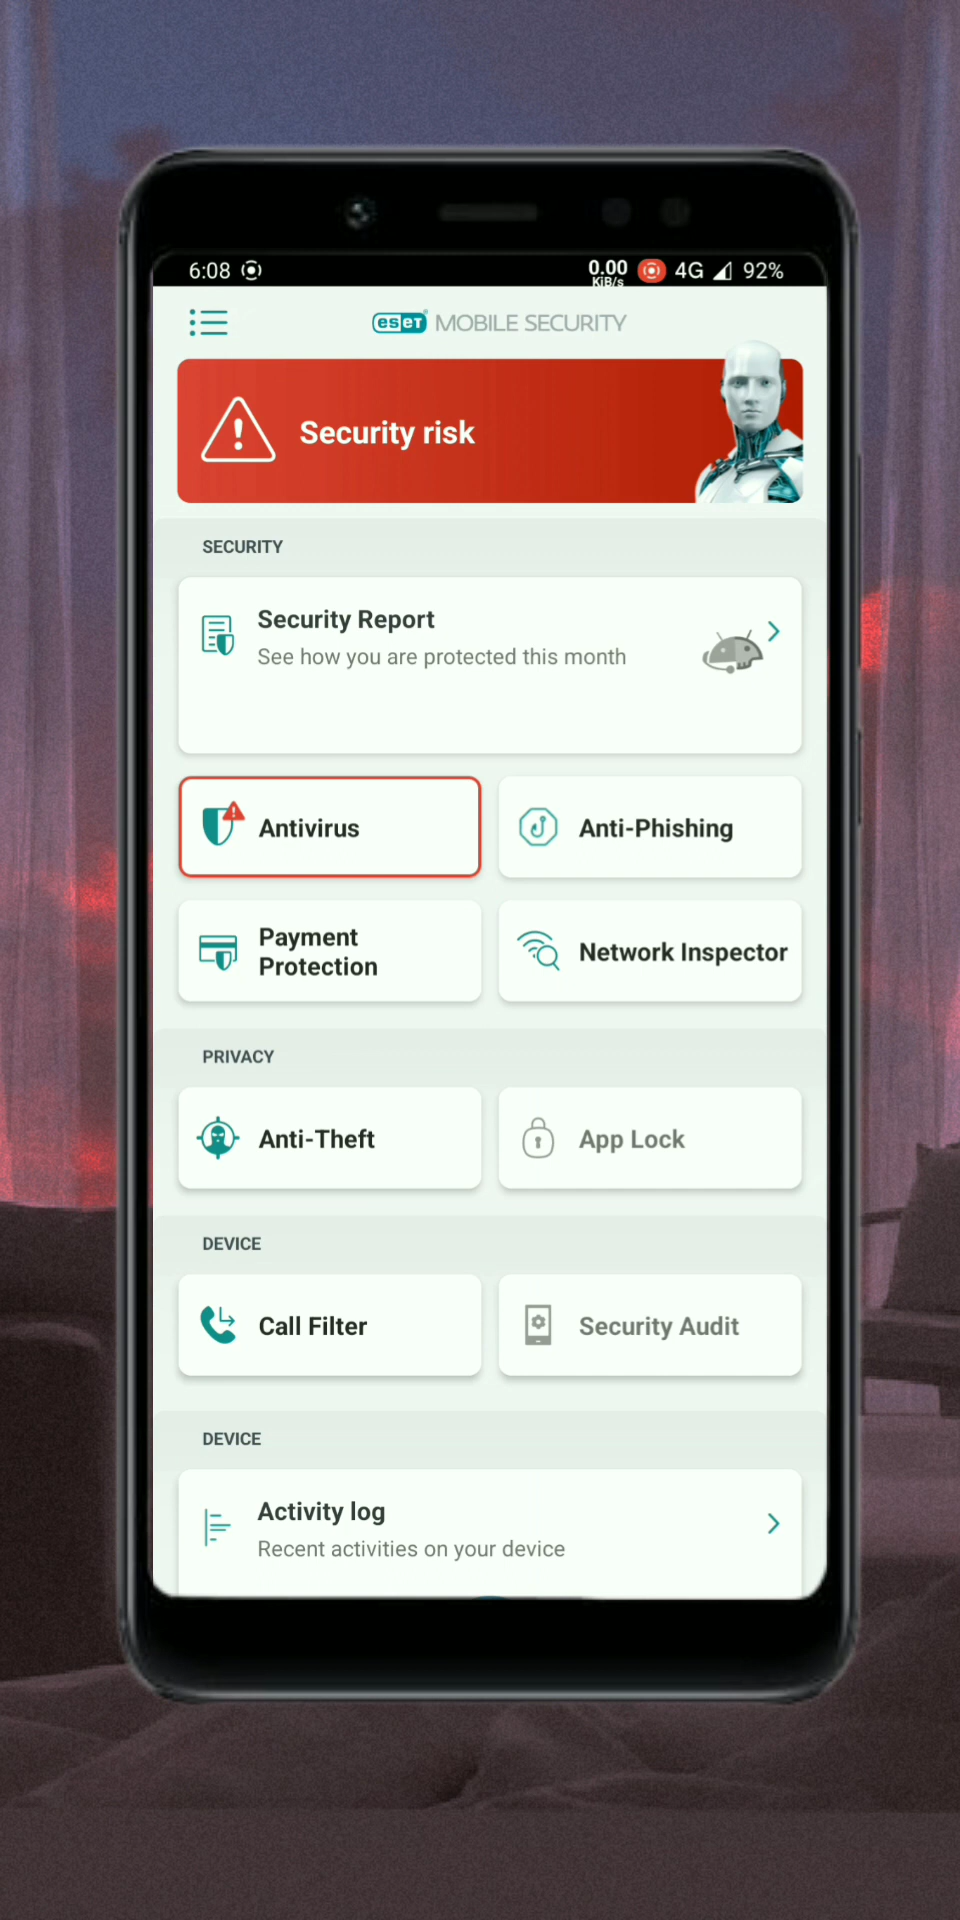 6:08 0.00 KiB/s 4G 92%
eset MOBILE SECURITY
Security risk
SECURITY
Security Report
See how you are protected this month
Antivirus
Anti-Phishing
Payment
Protection
Network Inspector
PRIVACY
Anti-Theft
App Lock
DEVICE
Call Filter
Security Audit
DEVICE
Activity log
Recent activities on your device